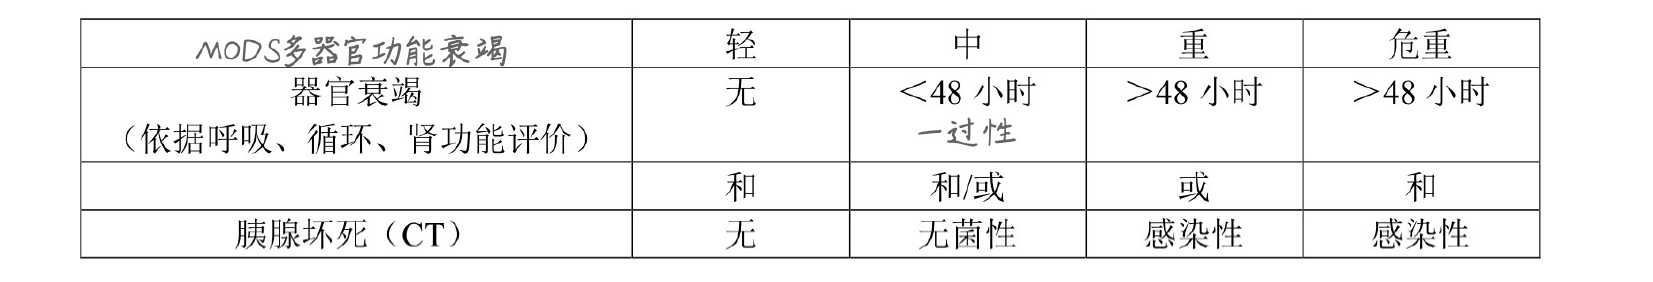 MODS多器官功能衰竭 轻 中 重 危重
器官衰竭 无 <48 小时 >48 小时 >48 小时
（依据呼吸、循环、肾功能评价） 一过性
和 和/或 或 和
胰腺坏死（CT） 无 无菌性 感染性 感染性